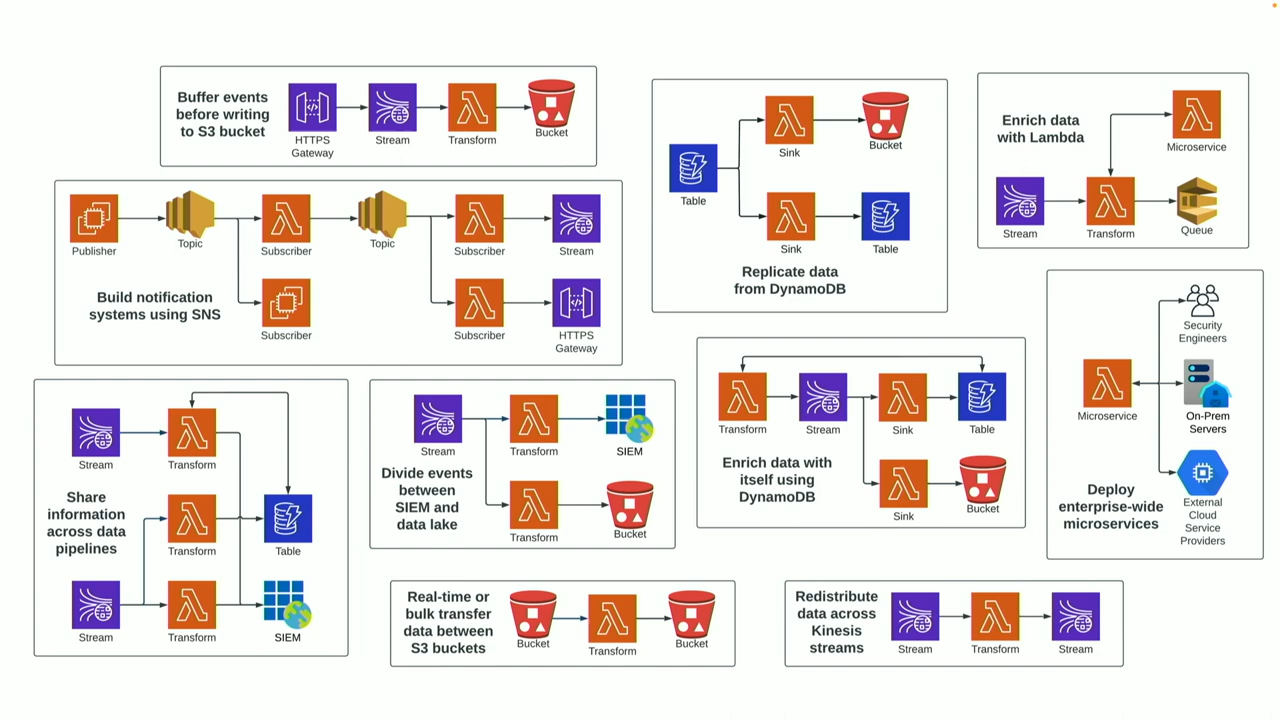 Buffer events
before writing
to S3 bucket
HTTPS
Gateway
Stream
Transform
Bucket
Publisher
Topic
Subscriber
Topic
Subscriber
Stream
Subscriber
Subscriber
HTTPS
Gateway
Build notification
systems using SNS
Table
Sink
Bucket
Sink
Table
Replicate data
from DynamoDB
Enrich data
with Lambda
Microservice
Stream
Transform
Queue
Stream
Transform
Share
information
across data
pipelines
Transform
Table
Stream
Transform
SIEM
Stream
Transform
SIEM
Divide events
between
SIEM and
data lake
Transform
Bucket
Transform
Stream
Sink
Table
Enrich data with
itself using
DynamoDB
Sink
Bucket
Security
Engineers
Microservice
On-Prem
Servers
Deploy
enterprise-wide
microservices
External
Cloud
Service
Providers
Real-time or
bulk transfer
data between
S3 buckets
Bucket
Transform
Bucket
Redistribute
data across
Kinesis
streams
Stream
Transform
Stream